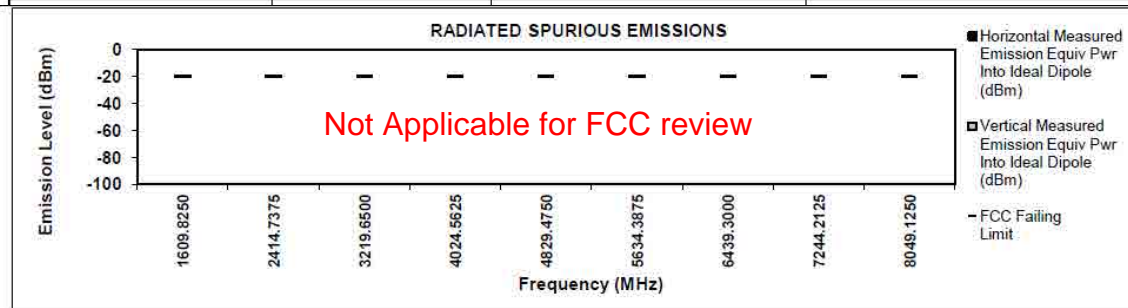 RADIATED SPURIOUS EMISSIONS
Emission Level (dBm)
0
-20
-40
-60
-80
-100
Not Applicable for FCC review
1609.8250
2414.7375
3219.6500
4024.5625
4829.4750
5634.3875
6439.3000
7244.2125
8049.1250
Frequency (MHz)
Horizontal Measured
Emission Equiv Pwr
Into Ideal Dipole
(dBm)
Vertical Measured
Emission Equiv Pwr
Into Ideal Dipole
(dBm)
FCC Failing
Limit